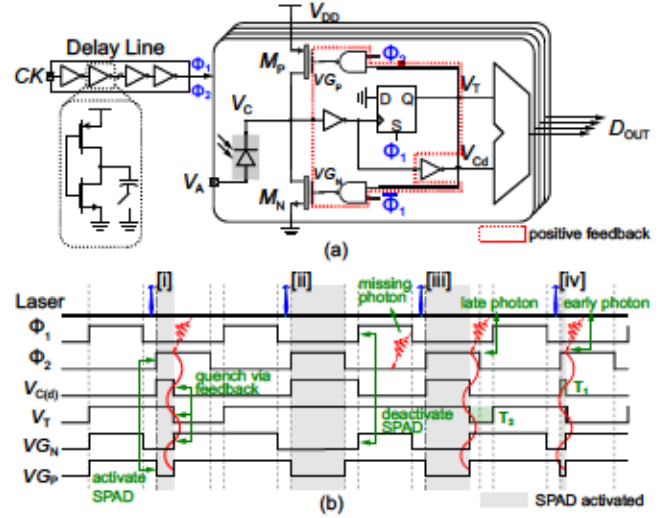 Delay Line
CK
Φ1
Φ2
VDD
MP
VGP
Φ2
VC
D Q
S
Φ1
VT
VCd
VA
MN
VGN
Φ1
DOUT
positive feedback
(a)
[i] [ii] [iii] [iv]
Laser
missing photon
late photon
early photon
Φ1
Φ2
VC(d)
quench via feedback
T1
VT
deactivate SPAD
T2
VGN
VGP
activate SPAD
(b)
SPAD activated